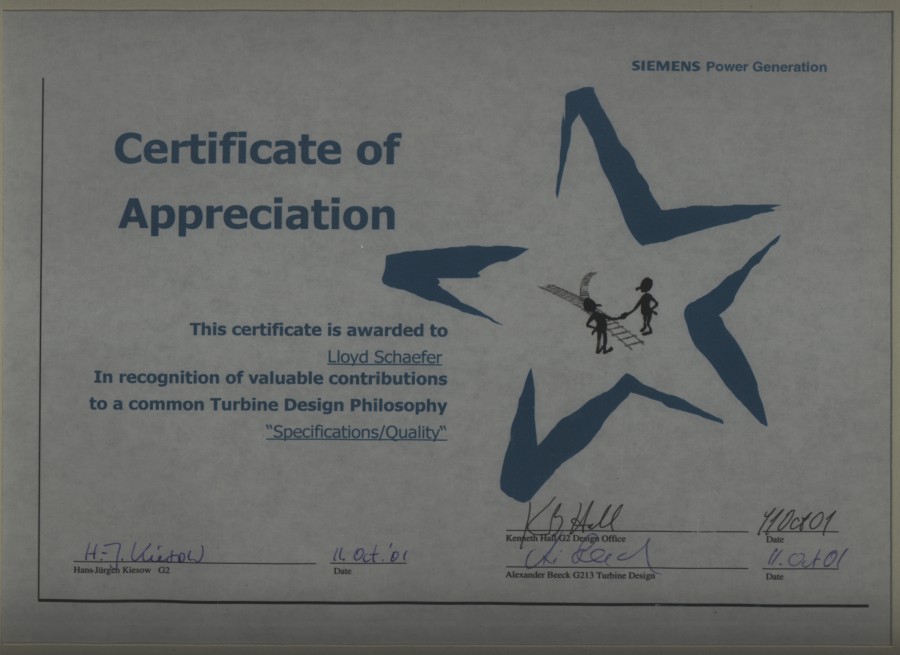 SIEMENS Power Generation
Certificate of
Appreciation
This certificate is awarded to
Lloyd Schaefer
In recognition of valuable contributions
to a common Turbine Design Philosophy
"Specifications/Quality"
H.-J. Kiesow
11. Oct.'01
Hans-Jürgen Kiesow G2
Date
K B Hall
11 Oct 01
Kenneth Hall G2 Design Office
Date
11. Oct 01
Alexander Beeck G213 Turbine Design
Date